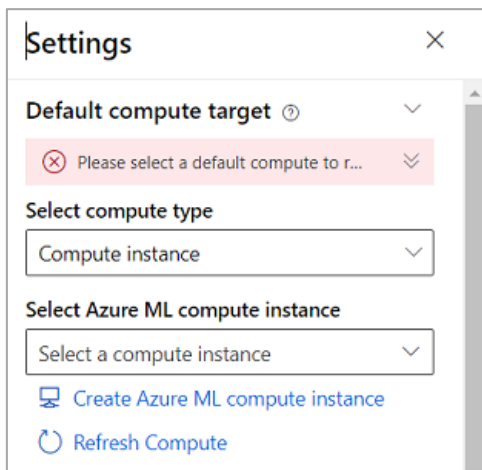 Settings
Default compute target
Please select a default compute to r...
Select compute type
Compute instance
Select Azure ML compute instance
Select a compute instance
Create Azure ML compute instance
Refresh Compute